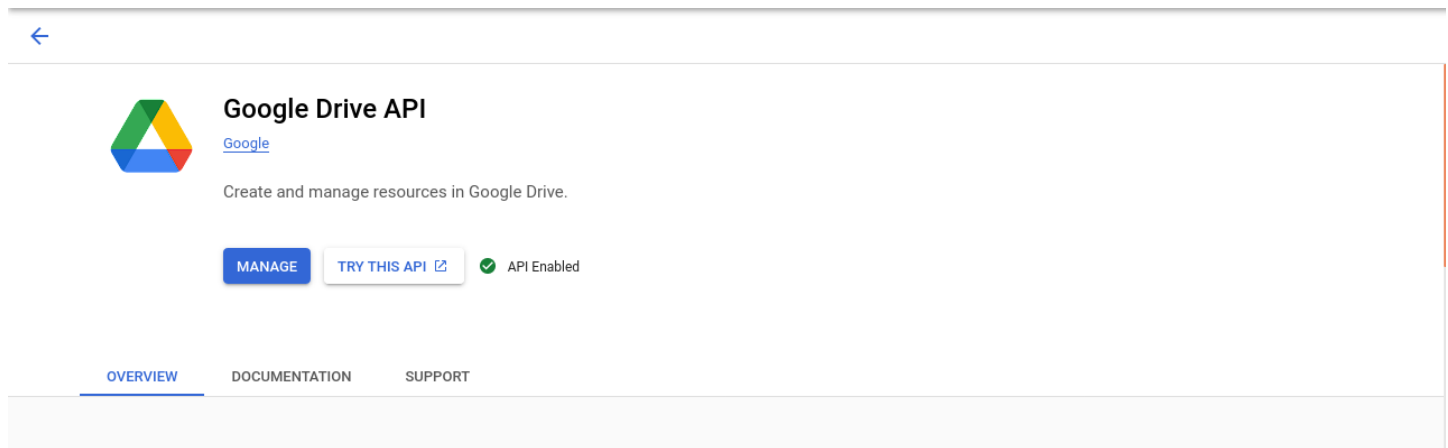 Google Drive API
Google
Create and manage resources in Google Drive.
MANAGE TRY THIS API API Enabled
OVERVIEW DOCUMENTATION SUPPORT